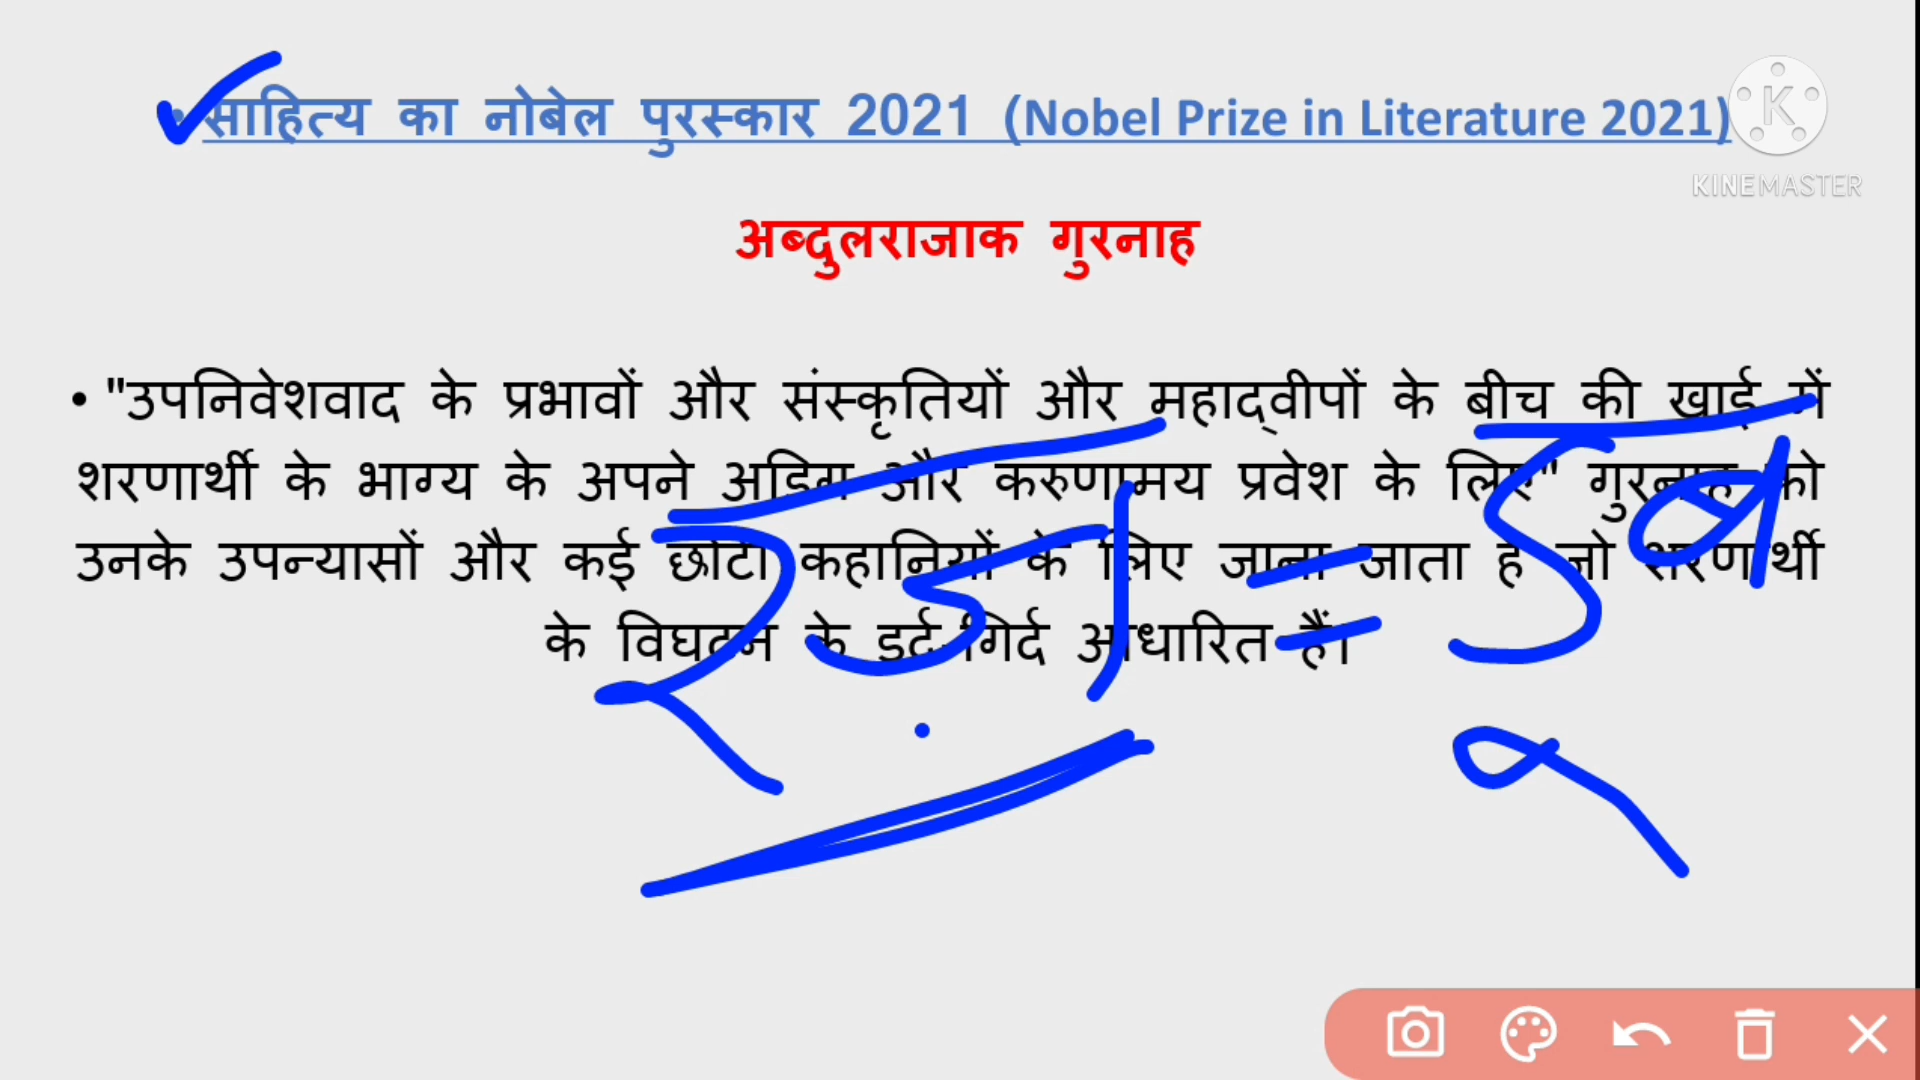 • साहित्य का नोबेल पुरस्कार 2021 (Nobel Prize in Literature 2021)
K
KINEMASTER
अब्दुलराजाक गुरनाह
• "उपनिवेशवाद के प्रभावों और संस्कृतियों और महाद्वीपों के बीच की खाई में
शरणार्थी के भाग्य के अपने अडिग और करुणामय प्रवेश के लिए" गुरनाह को
उनके उपन्यासों और कई छोटी कहानियों के लिए जाना जाता है जो शरणार्थी
के विघटन के इर्द-गिर्द आधारित हैं।